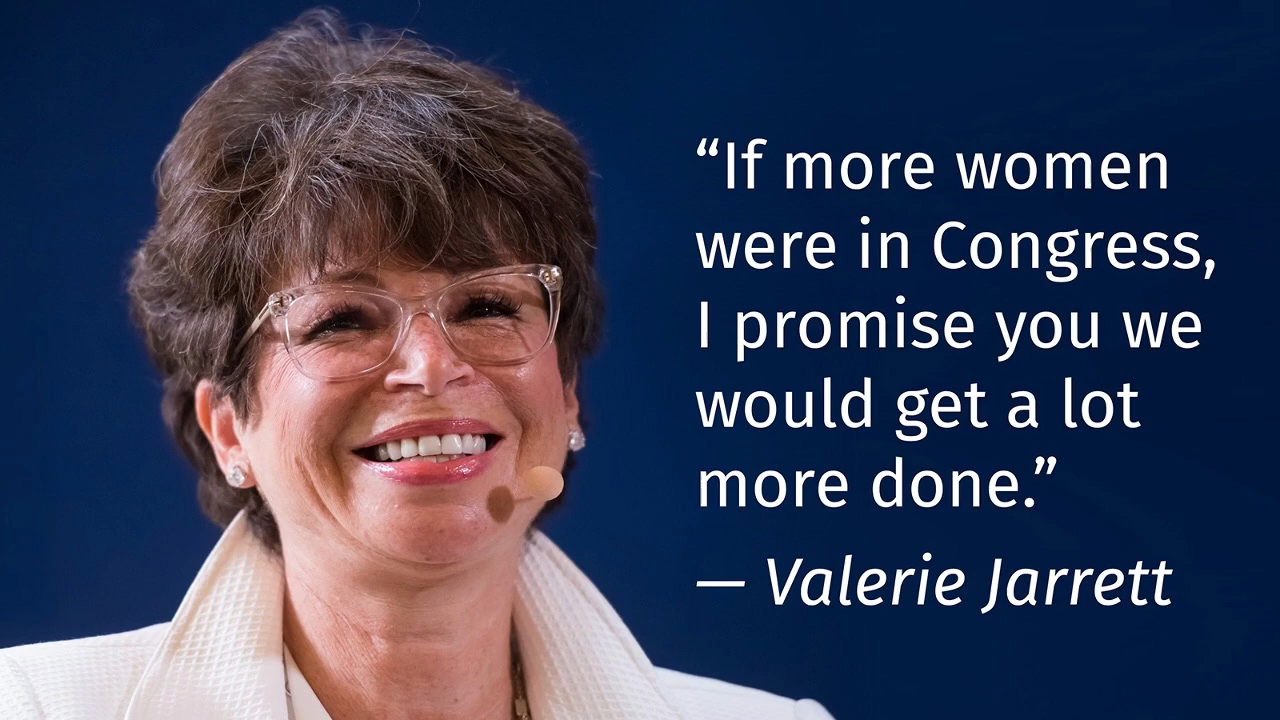 “If more women
were in Congress,
I promise you we
would get a lot
more done.”
— Valerie Jarrett